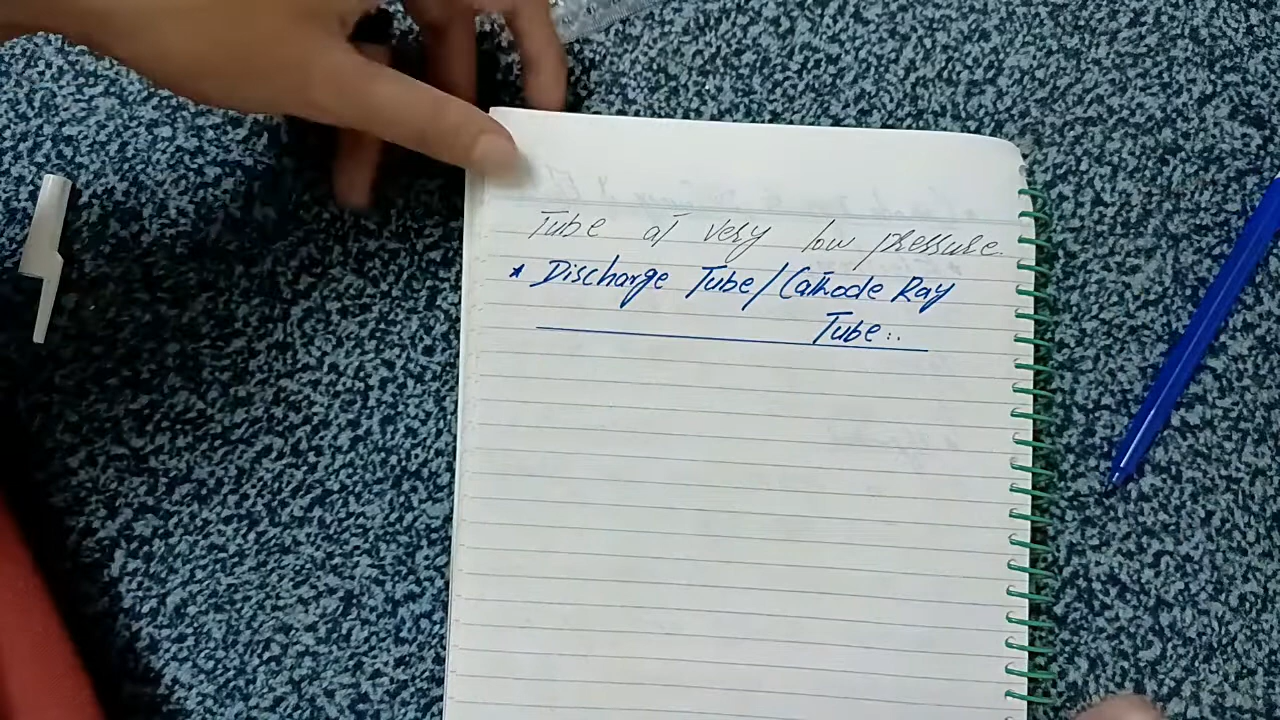 Tube at very low pressure.
* Discharge Tube/Cathode Ray
Tube:.